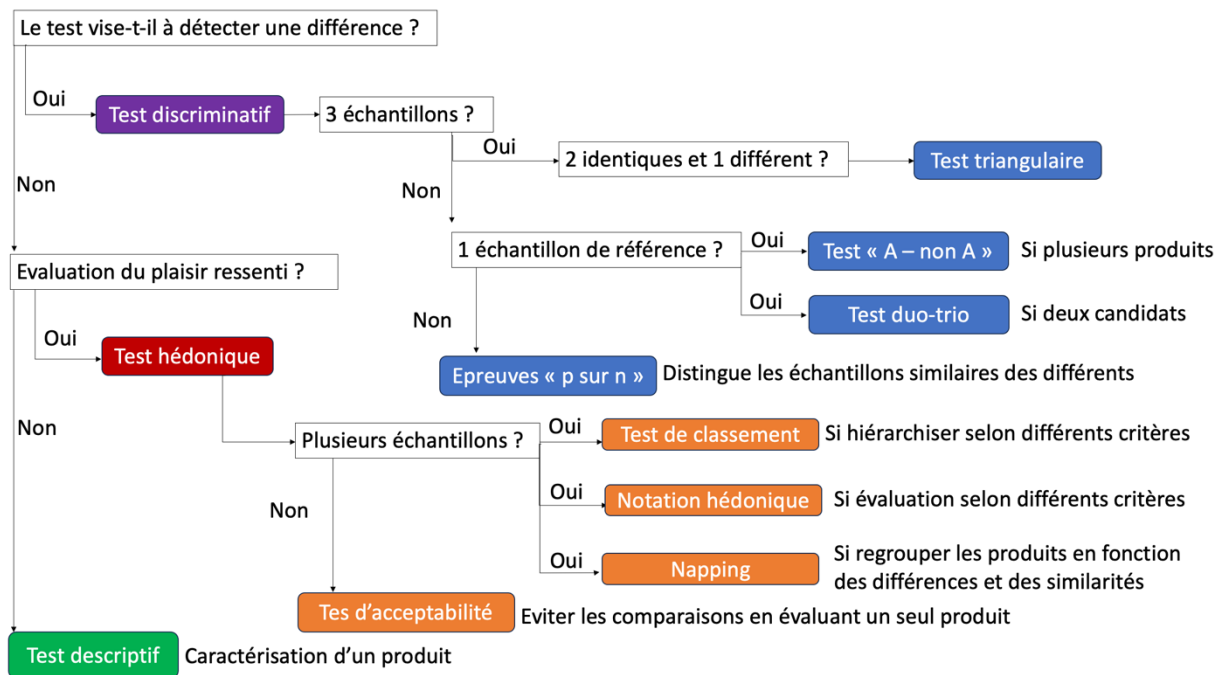 Le test vise-t-il à détecter une différence ?
Oui
Test discriminatif
3 échantillons ?
Oui
2 identiques et 1 différent ?
Test triangulaire
Non
Non
1 échantillon de référence ?
Oui
Test « A – non A »
Si plusieurs produits
Evaluation du plaisir ressenti ?
Oui
Test duo-trio
Si deux candidats
Non
Oui
Test hédonique
Epreuves « p sur n »
Distingue les échantillons similaires des différents
Non
Plusieurs échantillons ?
Oui
Test de classement
Si hiérarchiser selon différents critères
Oui
Notation hédonique
Si évaluation selon différents critères
Non
Oui
Napping
Si regrouper les produits en fonction
des différences et des similarités
Tes d’acceptabilité
Eviter les comparaisons en évaluant un seul produit
Test descriptif
Caractérisation d’un produit